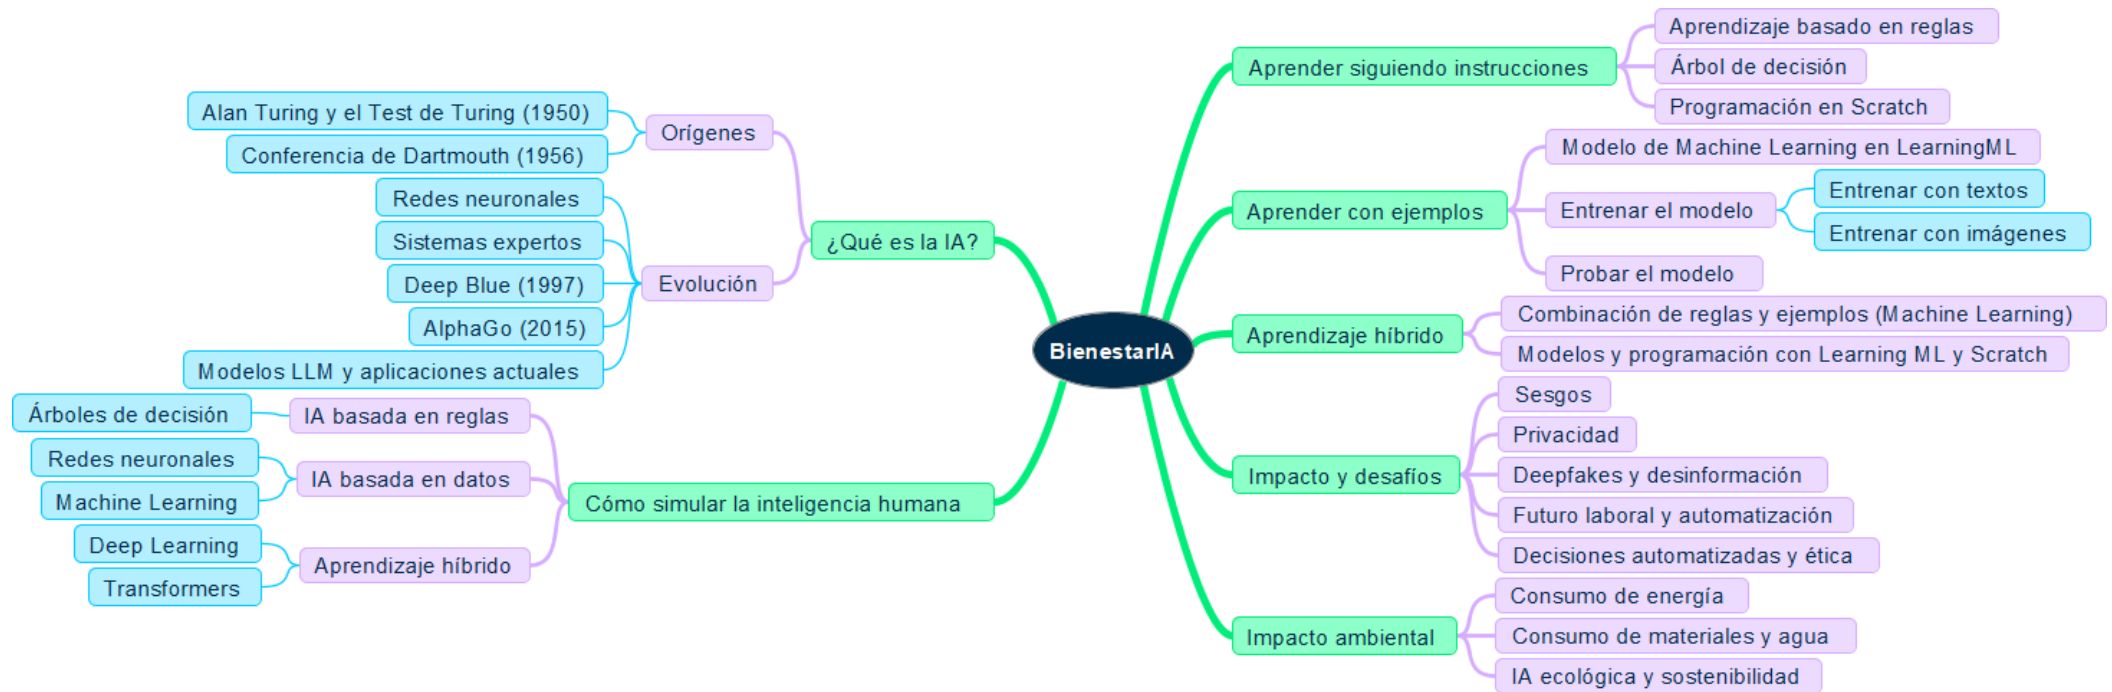 BienestarIA
¿Qué es la IA?
Orígenes
Alan Turing y el Test de Turing (1950)
Conferencia de Dartmouth (1956)
Evolución
Redes neuronales
Sistemas expertos
Deep Blue (1997)
AlphaGo (2015)
Modelos LLM y aplicaciones actuales
Cómo simular la inteligencia humana
IA basada en reglas
Árboles de decisión
IA basada en datos
Redes neuronales
Machine Learning
Aprendizaje híbrido
Deep Learning
Transformers
Aprender siguiendo instrucciones
Aprendizaje basado en reglas
Árbol de decisión
Programación en Scratch
Aprender con ejemplos
Modelo de Machine Learning en LearningML
Entrenar el modelo
Entrenar con textos
Entrenar con imágenes
Probar el modelo
Aprendizaje híbrido
Combinación de reglas y ejemplos (Machine Learning)
Modelos y programación con Learning ML y Scratch
Impacto y desafíos
Sesgos
Privacidad
Deepfakes y desinformación
Futuro laboral y automatización
Decisiones automatizadas y ética
Impacto ambiental
Consumo de energía
Consumo de materiales y agua
IA ecológica y sostenibilidad